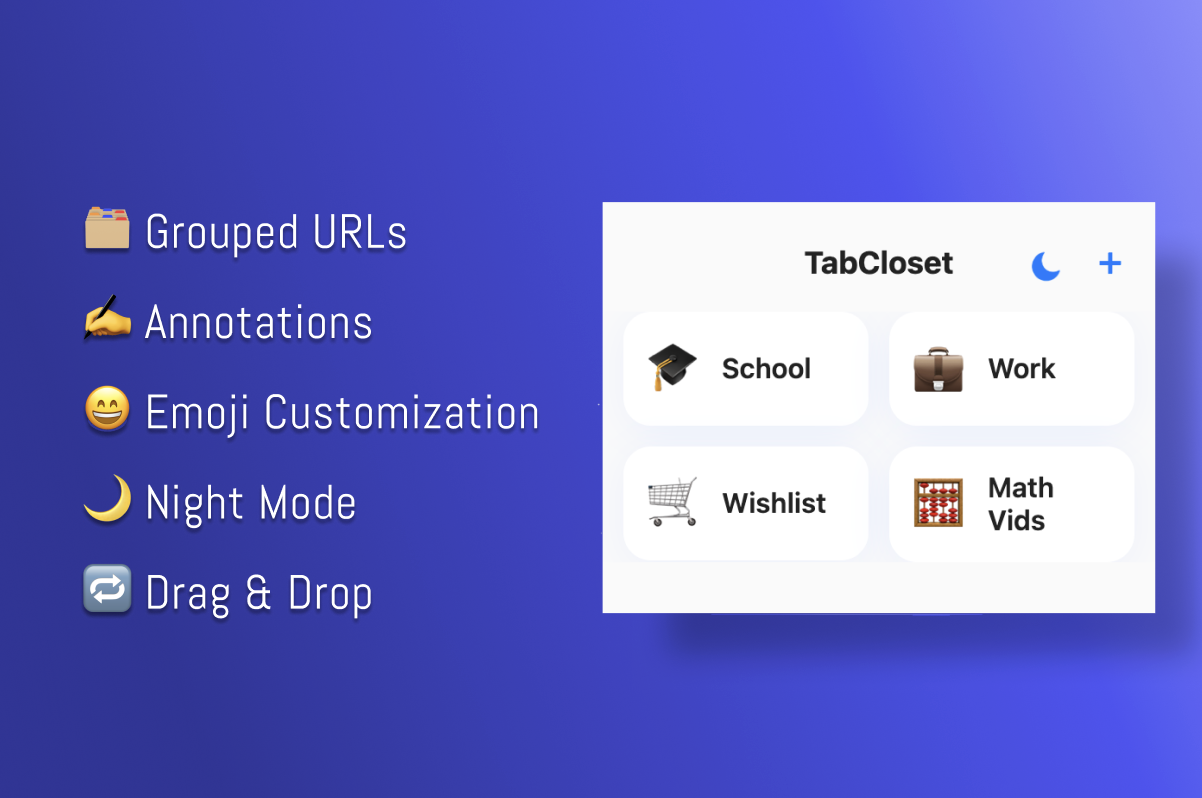 Grouped URLs
Annotations
Emoji Customization
Night Mode
Drag & Drop
TabCloset
+
School
Work
Wishlist
Math
Vids